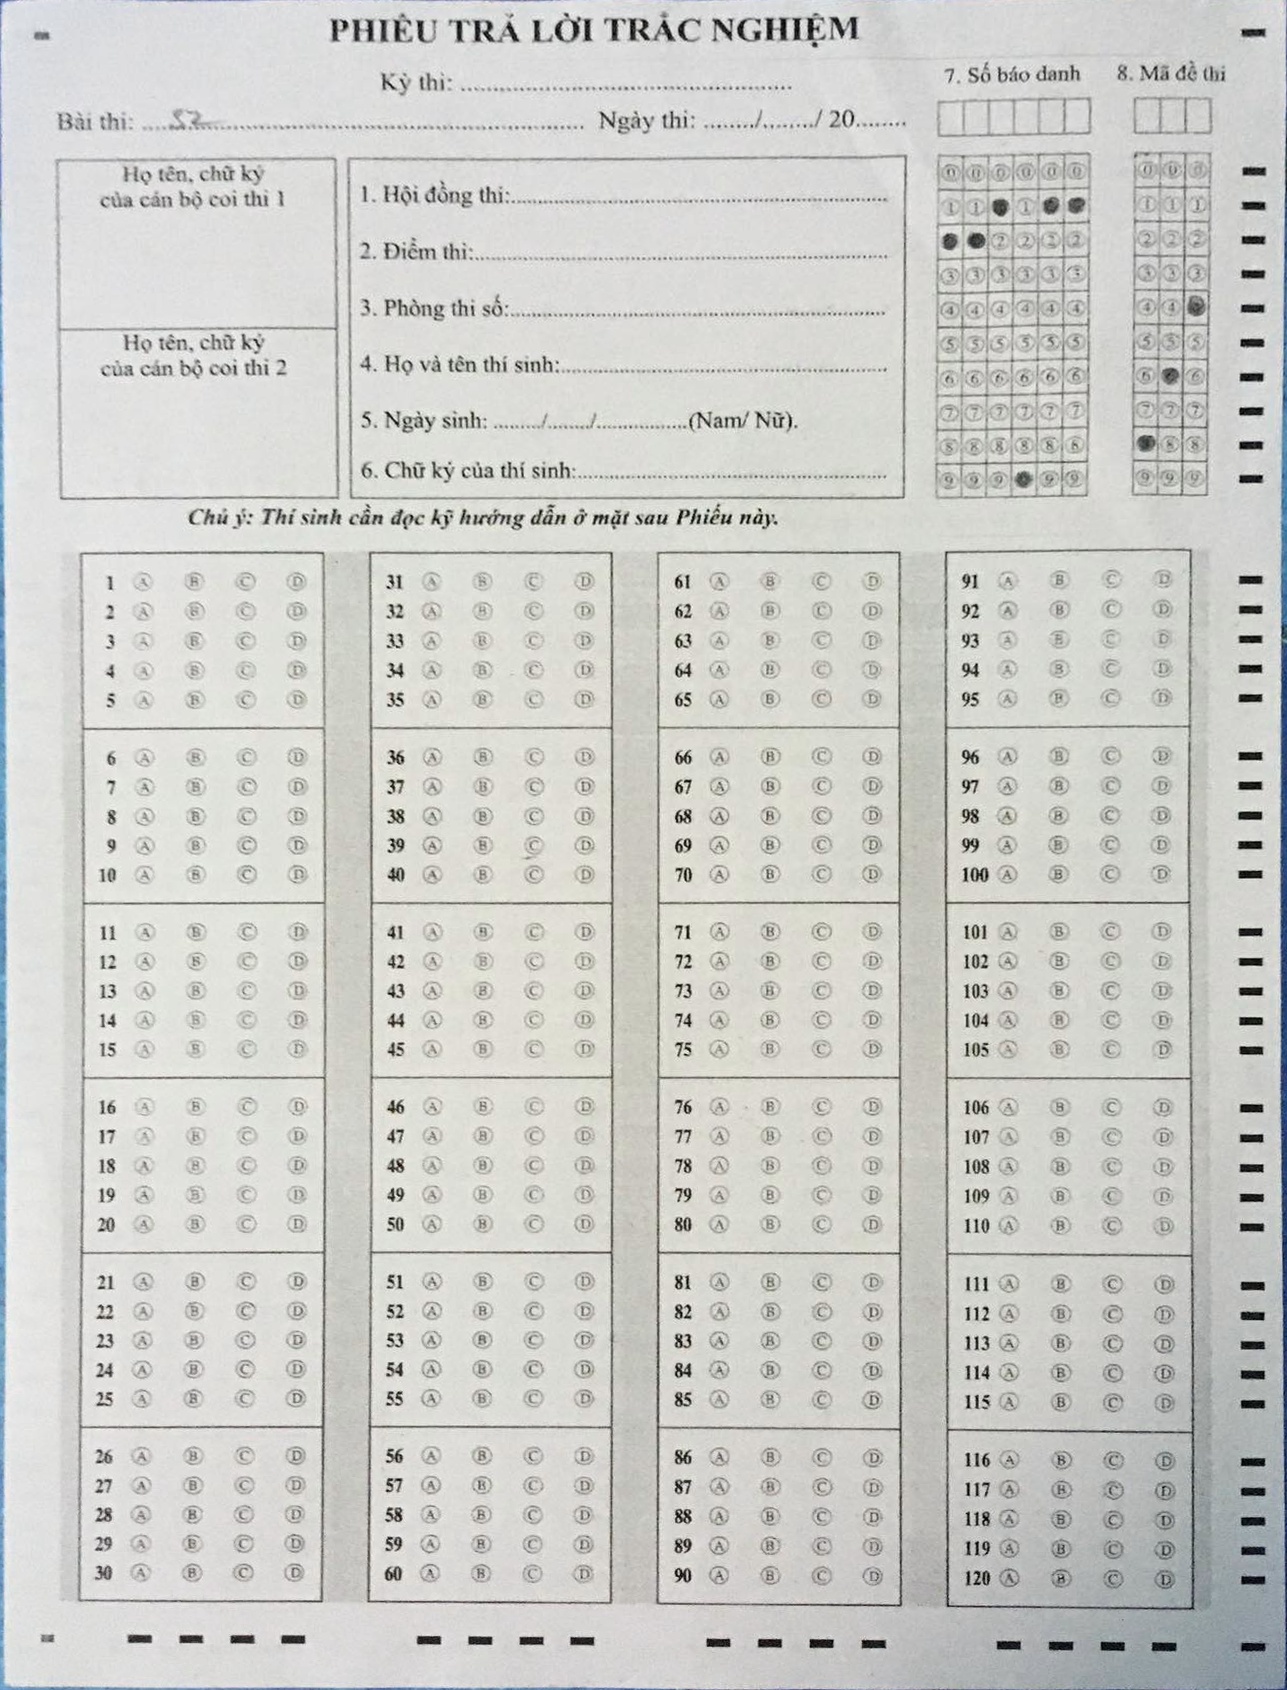 PHIẾU TRẢ LỜI TRẮC NGHIỆM
Kỳ thi: ................................................
7. Số báo danh 8. Mã đề thi
Bài thi: .... 52 ................................................ Ngày thi: ......../......../ 20........
Họ tên, chữ ký
của cán bộ coi thi 1
Họ tên, chữ ký
của cán bộ coi thi 2
1. Hội đồng thi:................................................
2. Điểm thi:................................................
3. Phòng thi số:................................................
4. Họ và tên thí sinh:................................................
5. Ngày sinh: ......../......../................(Nam/ Nữ).
6. Chữ ký của thí sinh:................................................
0 0 0 0 0 0 0 0 0
1 1 1 1 1 1
2 2 2 2 2 2 2
3 3 3 3 3 3 3 3 3
4 4 4 4 4 4 4 4
5 5 5 5 5 5 5 5 5
6 6 6 6 6 6 6 6
7 7 7 7 7 7 7 7 7
8 8 8 8 8 8 8 8
9 9 9 9 9 9 9 9
Chú ý: Thí sinh cần đọc kỹ hướng dẫn ở mặt sau Phiếu này.
1 A B C D 31 A B C D 61 A B C D 91 A B C D
2 A B C D 32 A B C D 62 A B C D 92 A B C D
3 A B C D 33 A B C D 63 A B C D 93 A B C D
4 A B C D 34 A B C D 64 A B C D 94 A B C D
5 A B C D 35 A B C D 65 A B C D 95 A B C D
6 A B C D 36 A B C D 66 A B C D 96 A B C D
7 A B C D 37 A B C D 67 A B C D 97 A B C D
8 A B C D 38 A B C D 68 A B C D 98 A B C D
9 A B C D 39 A B C D 69 A B C D 99 A B C D
10 A B C D 40 A B C D 70 A B C D 100 A B C D
11 A B C D 41 A B C D 71 A B C D 101 A B C D
12 A B C D 42 A B C D 72 A B C D 102 A B C D
13 A B C D 43 A B C D 73 A B C D 103 A B C D
14 A B C D 44 A B C D 74 A B C D 104 A B C D
15 A B C D 45 A B C D 75 A B C D 105 A B C D
16 A B C D 46 A B C D 76 A B C D 106 A B C D
17 A B C D 47 A B C D 77 A B C D 107 A B C D
18 A B C D 48 A B C D 78 A B C D 108 A B C D
19 A B C D 49 A B C D 79 A B C D 109 A B C D
20 A B C D 50 A B C D 80 A B C D 110 A B C D
21 A B C D 51 A B C D 81 A B C D 111 A B C D
22 A B C D 52 A B C D 82 A B C D 112 A B C D
23 A B C D 53 A B C D 83 A B C D 113 A B C D
24 A B C D 54 A B C D 84 A B C D 114 A B C D
25 A B C D 55 A B C D 85 A B C D 115 A B C D
26 A B C D 56 A B C D 86 A B C D 116 A B C D
27 A B C D 57 A B C D 87 A B C D 117 A B C D
28 A B C D 58 A B C D 88 A B C D 118 A B C D
29 A B C D 59 A B C D 89 A B C D 119 A B C D
30 A B C D 60 A B C D 90 A B C D 120 A B C D